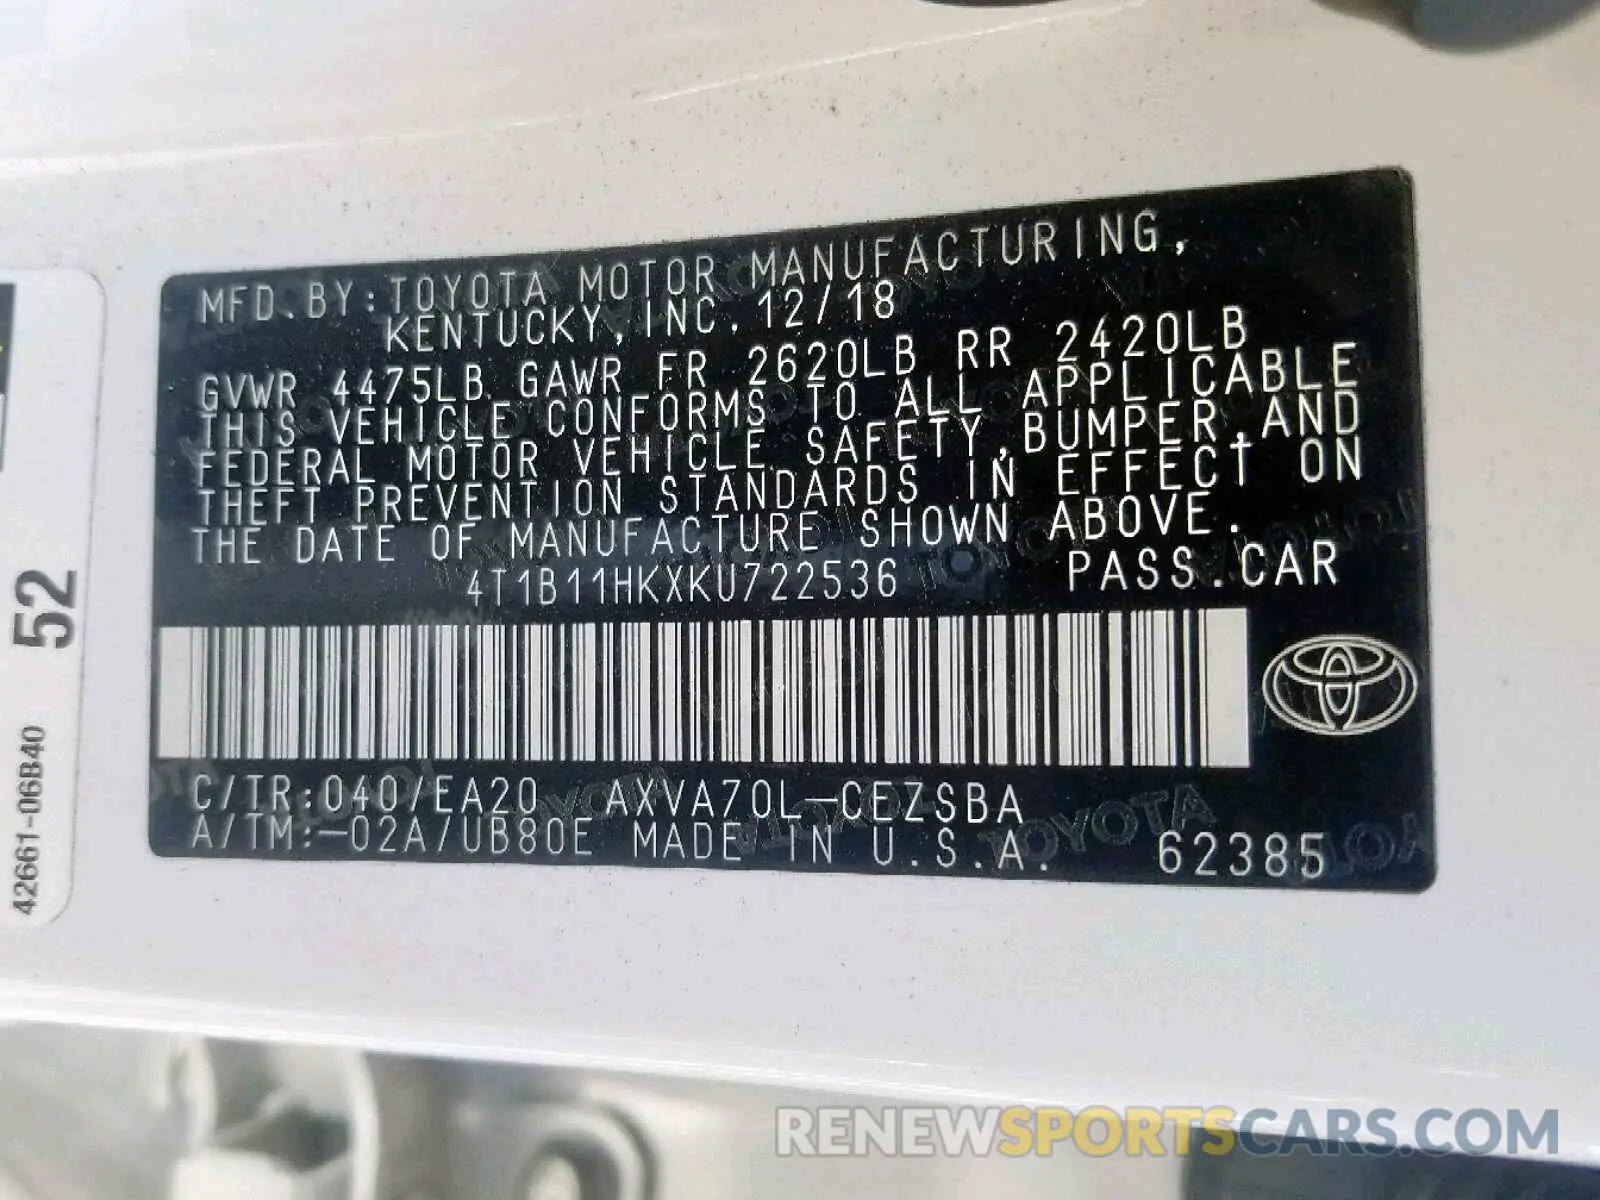 MFD. BY: TOYOTA MOTOR MANUFACTURING,
KENTUCKY, INC. 12/18
GVWR 4475LB GAWR FR 2620LB RR 2420LB
THIS VEHICLE CONFORMS TO ALL APPLICABLE
FEDERAL MOTOR VEHICLE SAFETY, BUMPER, AND
THEFT PREVENTION STANDARDS IN EFFECT ON
THE DATE OF MANUFACTURE SHOWN ABOVE.
4T1B11HKXKU722536 PASS. CAR
C/TR: 040/EA20 AXVA70L-CEZSBA
A/TM: -02A/UB80E MADE IN U.S.A. 62385
52
42661-06B40
RENEWSPORTSCARS.COM